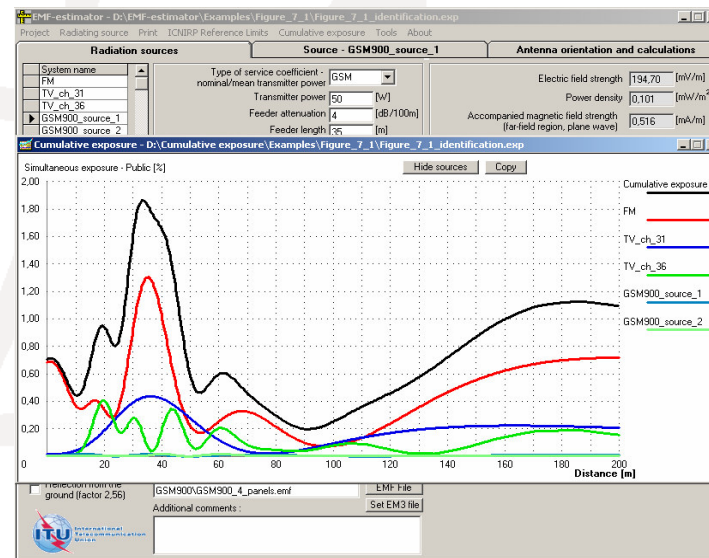 EMF-estimator - D:\EMF-estimator\Examples\Figure_7_1\Figure_7_1_identification.exp
Project Radiating source Print ICNIRP Reference Limits Cumulative exposure Tools About
Radiation sources
Source - GSM900_source_1
Antenna orientation and calculations
System name
FM
TV_ch_31
TV_ch_36
GSM900_source_1
GSM900_source_2
Type of service coefficient - nominal/mean transmitter power GSM
Transmitter power 50 [W]
Feeder attenuation 4 [dB/100m]
Feeder length 35 [m]
Electric field strength 194,70 [mV/m]
Power density 0,101 [mW/m²
Accompanied magnetic field strength 0,516 [mA/m]
(far-field region, plane wave)
Cumulative exposure - D:\Cumulative exposure\Examples\Figure_7_1\Figure_7_1_identification.exp
Simultaneous exposure - Public [%]
Hide sources
Copy
2,00
1,80
1,60
1,40
1,20
1,00
0,80
0,60
0,40
0,20
0 20 40 60 80 100 120 140 160 180 200
Distance [m]
Cumulative exposure
FM
TV_ch_31
TV_ch_36
GSM900_source_1
GSM900_source_2
ground (factor 2,56)
GSM900\GSM900_4_panels.emf
EMF File
Additional comments :
Set EM3 file
ITU
International
Telecommunication
Union